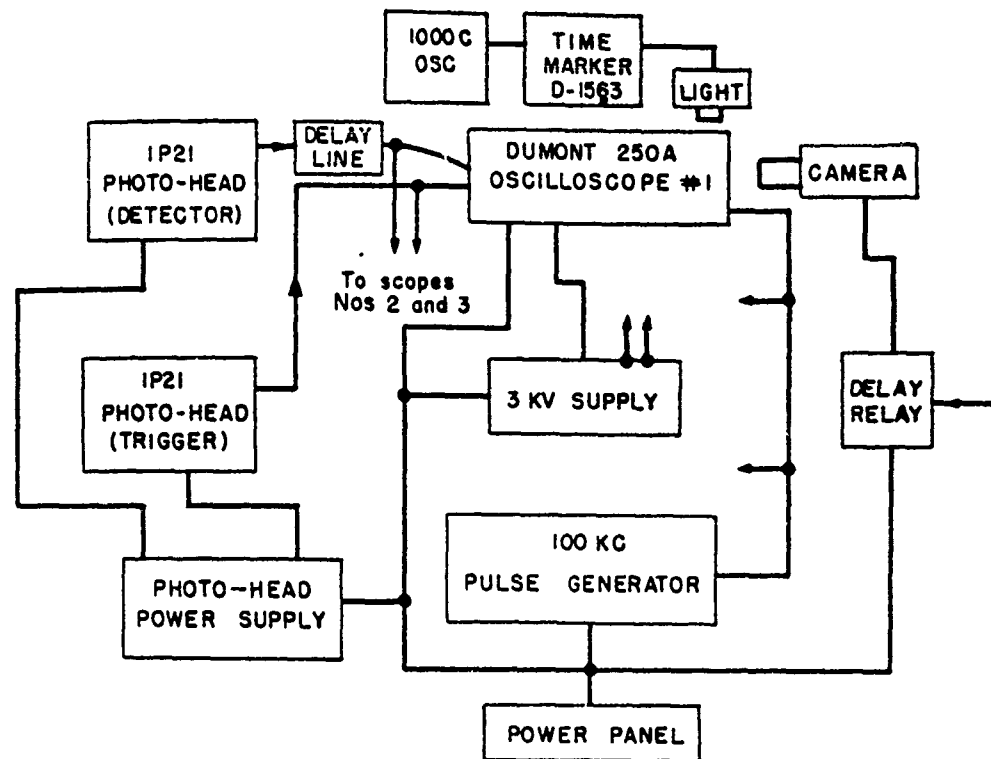 1000 C
OSC
TIME
MARKER
D-1563
LIGHT
1P21
PHOTO-HEAD
(DETECTOR)
DELAY
LINE
DUMONT 250A
OSCILLOSCOPE #1
CAMERA
To scopes
Nos 2 and 3
1P21
PHOTO-HEAD
(TRIGGER)
3 KV SUPPLY
DELAY
RELAY
100 KC
PULSE GENERATOR
PHOTO-HEAD
POWER SUPPLY
POWER PANEL